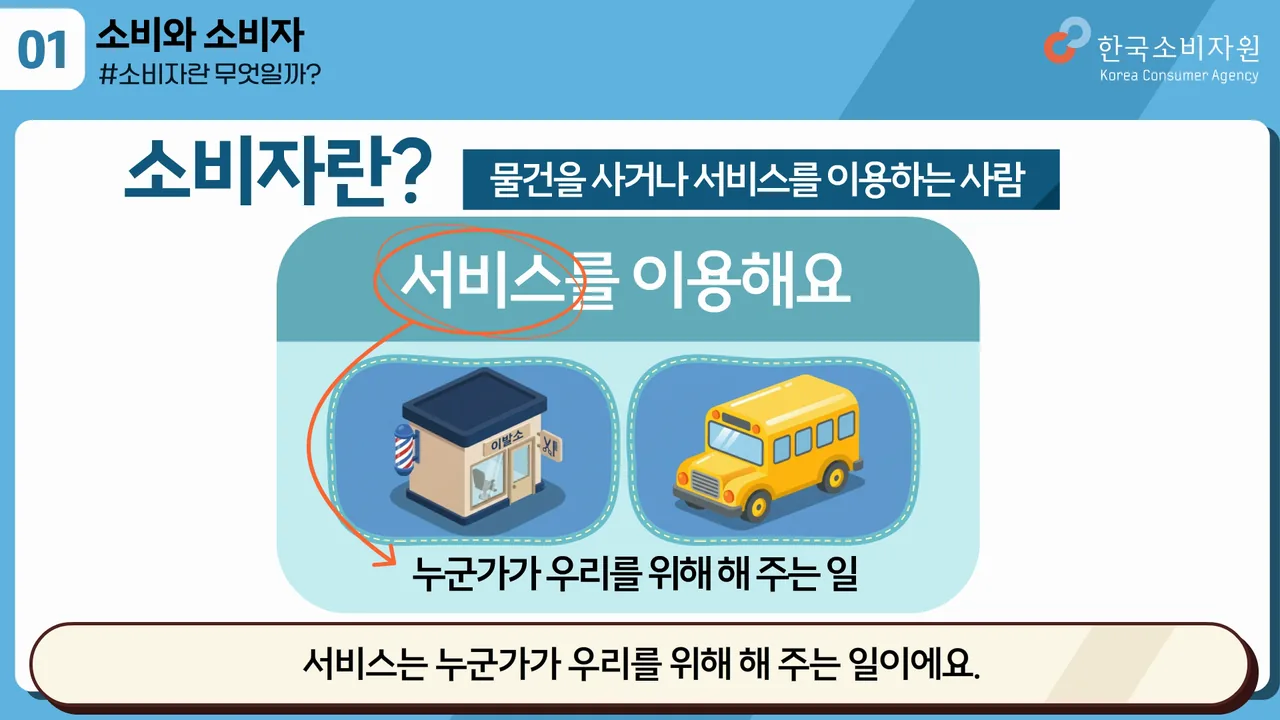 01
소비와 소비자
#소비자란 무엇일까?
한국소비자원
Korea Consumer Agency
소비자란?
물건을 사거나 서비스를 이용하는 사람
서비스를 이용해요
이발소
누군가가 우리를 위해 해 주는 일
서비스는 누군가가 우리를 위해 해 주는 일이에요.